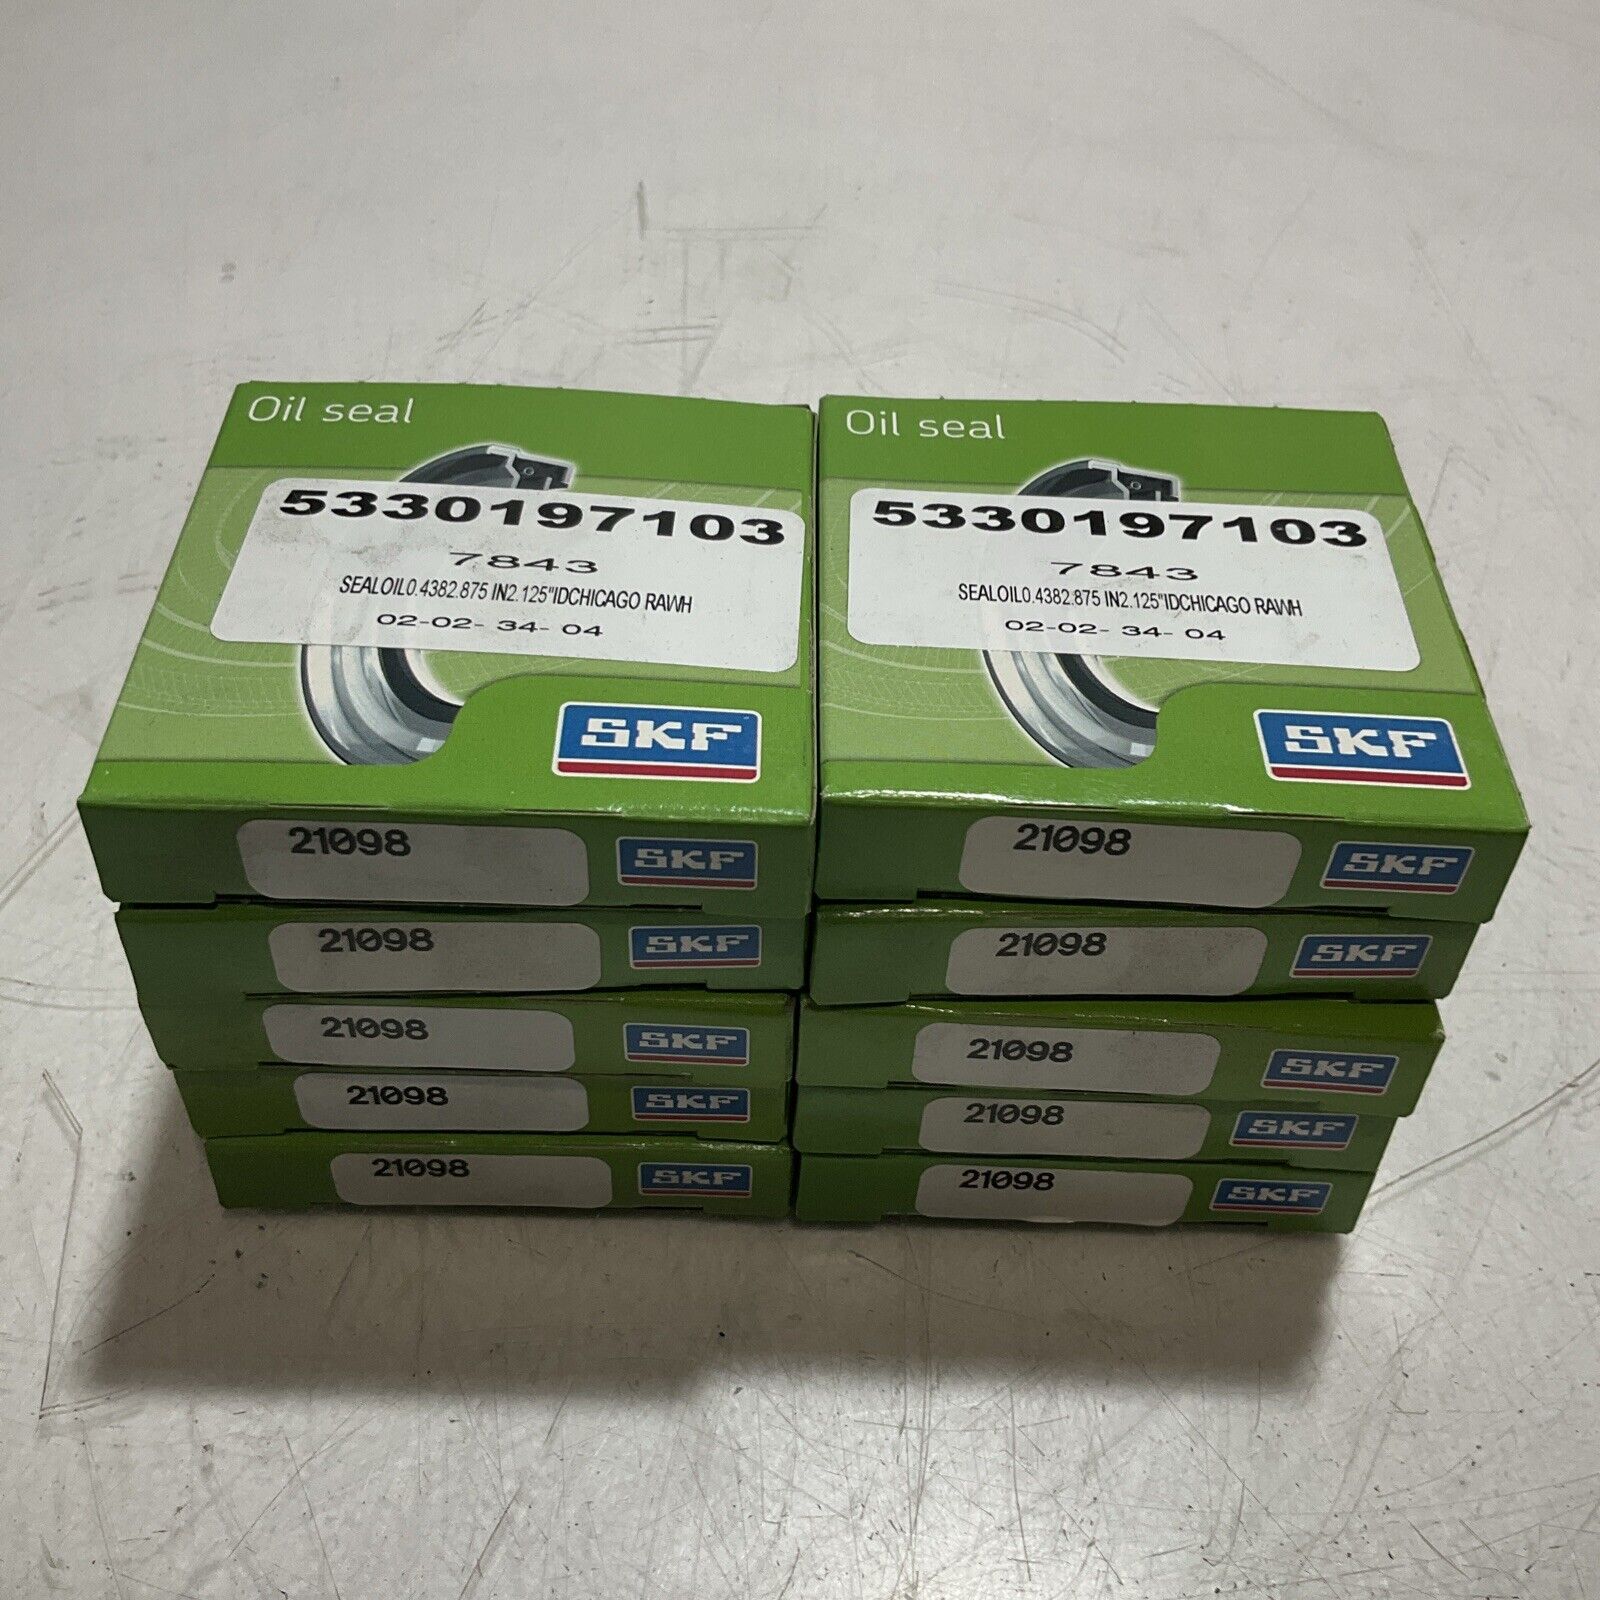 Oil seal
5330197103
7843
SEALOIL0.4382.875 IN2.125"IDCHICAGO RAWH
02-02- 34- 04
SKF
Oil seal
5330197103
7843
SEALOIL0.4382.875 IN2.125"IDCHICAGO RAWH
02-02- 34- 04
SKF
21098 SKF
21098 SKF
21098 SKF
21098 SKF
21098 SKF
21098 SKF
21098 SKF
21098 SKF
21098 SKF
21098 SKF